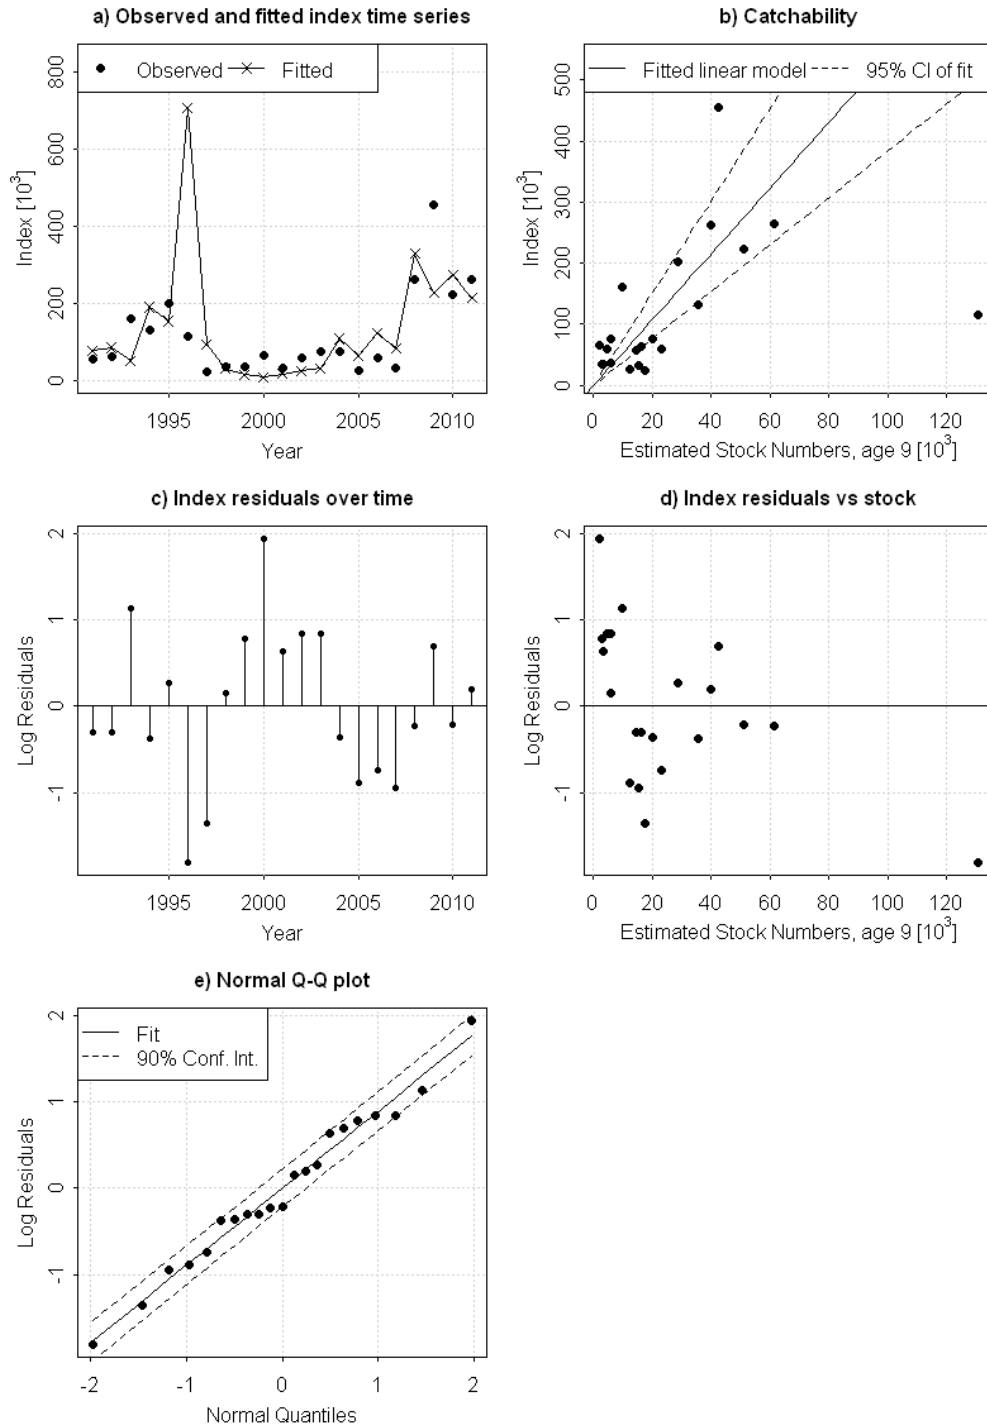 a) Observed and fitted index time series
Observed Fitted
Index [10³]
0 200 400 600 800
1995 2000 2005 2010
Year
b) Catchability
Fitted linear model 95% CI of fit
Index [10³]
0 100 200 300 400 500
0 20 40 60 80 100 120
Estimated Stock Numbers, age 9 [10³]
c) Index residuals over time
Log Residuals
-1 0 1 2
1995 2000 2005 2010
Year
d) Index residuals vs stock
Log Residuals
-1 0 1 2
0 20 40 60 80 100 120
Estimated Stock Numbers, age 9 [10³]
e) Normal Q-Q plot
Fit
90% Conf. Int.
Log Residuals
-1 0 1 2
-2 -1 0 1 2
Normal Quantiles